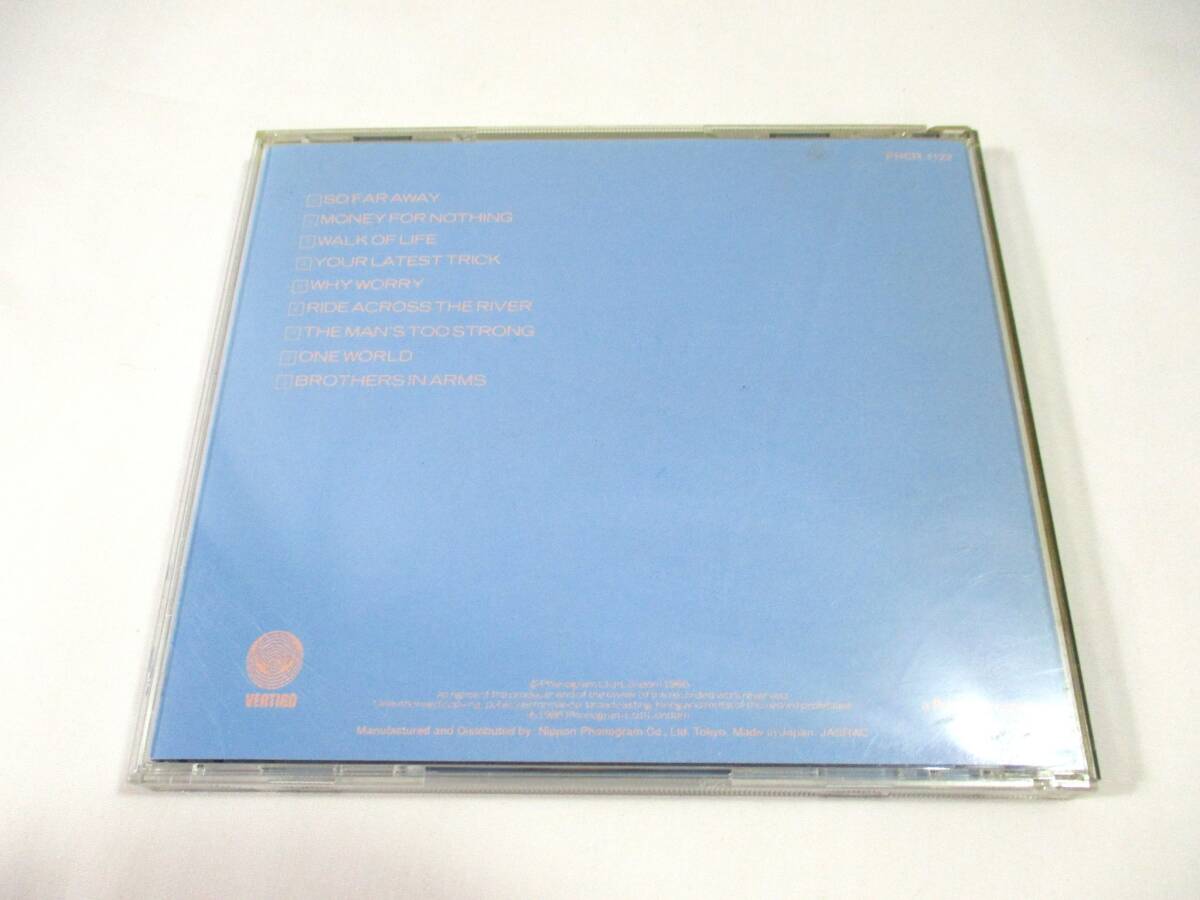 PHCR 1122
SO FAR AWAY
MONEY FOR NOTHING
WALK OF LIFE
YOUR LATEST TRICK
WHY WORRY
RIDE ACROSS THE RIVER
THE MAN'S TOO STRONG
ONE WORLD
BROTHERS IN ARMS
VERTIGO
Manufactured and Distributed by Nippon Phonogram Co., Ltd. Tokyo. Made in Japan. JASRAC